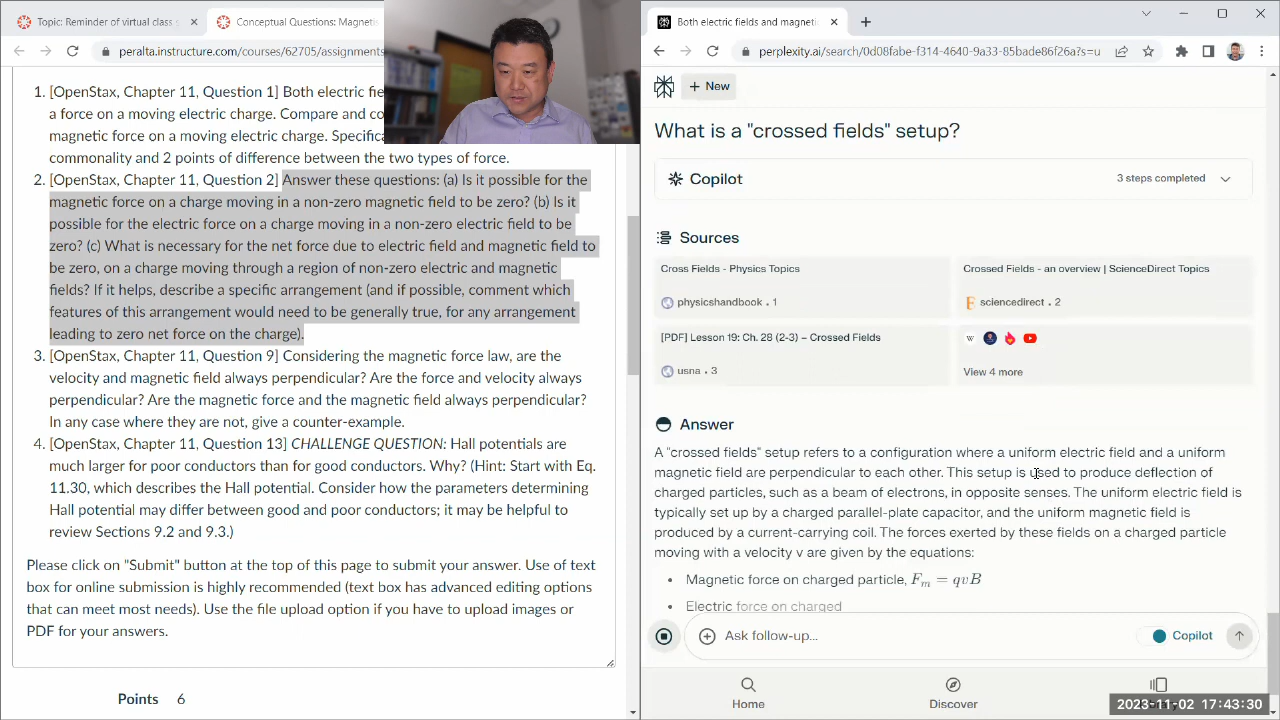 Topic: Reminder of virtual class s
Conceptual Questions: Magnetis
peralta.instructure.com/courses/62705/assignments
1. [OpenStax, Chapter 11, Question 1] Both electric fie
a force on a moving electric charge. Compare and co
magnetic force on a moving electric charge. Specifica
commonality and 2 points of difference between the two types of force.
2. [OpenStax, Chapter 11, Question 2] Answer these questions: (a) Is it possible for the
magnetic force on a charge moving in a non-zero magnetic field to be zero? (b) Is it
possible for the electric force on a charge moving in a non-zero electric field to be
zero? (c) What is necessary for the net force due to electric field and magnetic field to
be zero, on a charge moving through a region of non-zero electric and magnetic
fields? If it helps, describe a specific arrangement (and if possible, comment which
features of this arrangement would need to be generally true, for any arrangement
leading to zero net force on the charge).
3. [OpenStax, Chapter 11, Question 9] Considering the magnetic force law, are the
velocity and magnetic field always perpendicular? Are the force and velocity always
perpendicular? Are the magnetic force and the magnetic field always perpendicular?
In any case where they are not, give a counter-example.
4. [OpenStax, Chapter 11, Question 13] CHALLENGE QUESTION: Hall potentials are
much larger for poor conductors than for good conductors. Why? (Hint: Start with Eq.
11.30, which describes the Hall potential. Consider how the parameters determining
Hall potential may differ between good and poor conductors; it may be helpful to
review Sections 9.2 and 9.3.)
Please click on "Submit" button at the top of this page to submit your answer. Use of text
box for online submission is highly recommended (text box has advanced editing options
that can meet most needs). Use the file upload option if you have to upload images or
PDF for your answers.
Points 6
Both electric fields and magneti
perplexity.ai/search/0d08fabe-f314-4640-9a33-85bade86f26a?s=u
New
What is a "crossed fields" setup?
Copilot
3 steps completed
Sources
Cross Fields - Physics Topics
physicshandbook . 1
Crossed Fields - an overview | ScienceDirect Topics
sciencedirect . 2
[PDF] Lesson 19: Ch. 28 (2-3) – Crossed Fields
usna . 3
View 4 more
Answer
A "crossed fields" setup refers to a configuration where a uniform electric field and a uniform
magnetic field are perpendicular to each other. This setup is used to produce deflection of
charged particles, such as a beam of electrons, in opposite senses. The uniform electric field is
typically set up by a charged parallel-plate capacitor, and the uniform magnetic field is
produced by a current-carrying coil. The forces exerted by these fields on a charged particle
moving with a velocity v are given by the equations:
• Magnetic force on charged particle, Fₘ = qvB
• Electric force on charged
Ask follow-up...
Copilot
Home
Discover
2023-11-02 17:43:30